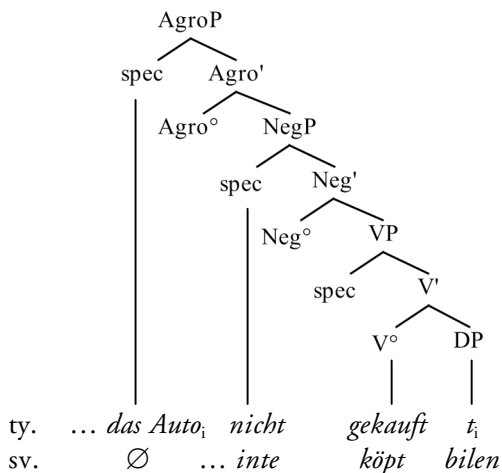 AgroP
spec Agro'
Agro° NegP
spec Neg'
Neg° VP
spec V'
V° DP
ty. … das Autoi nicht gekauft ti
sv. ∅ … inte köpt bilen